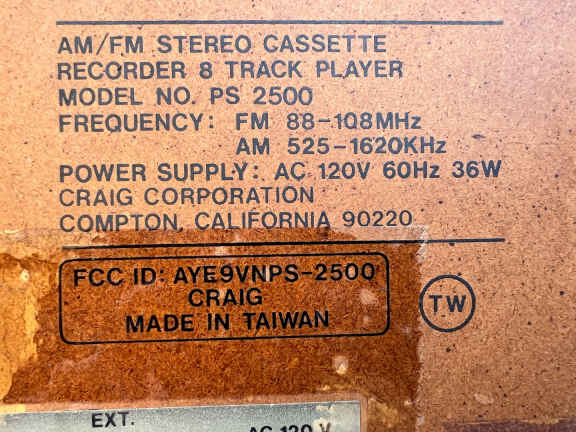 AM/FM STEREO CASSETTE
RECORDER 8 TRACK PLAYER
MODEL NO. PS 2500
FREQUENCY: FM 88-108MHz
AM 525-1620KHz
POWER SUPPLY: AC 120V 60Hz 36W
CRAIG CORPORATION
COMPTON, CALIFORNIA 90220
FCC ID: AYE9VNPS-2500
CRAIG
MADE IN TAIWAN
TW
EXT.
AC 120 V